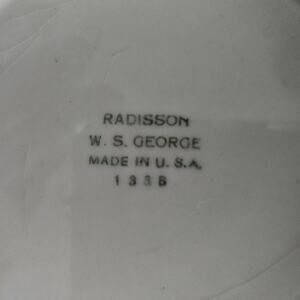 RADISSON
W. S. GEORGE
MADE IN U. S. A.
133B